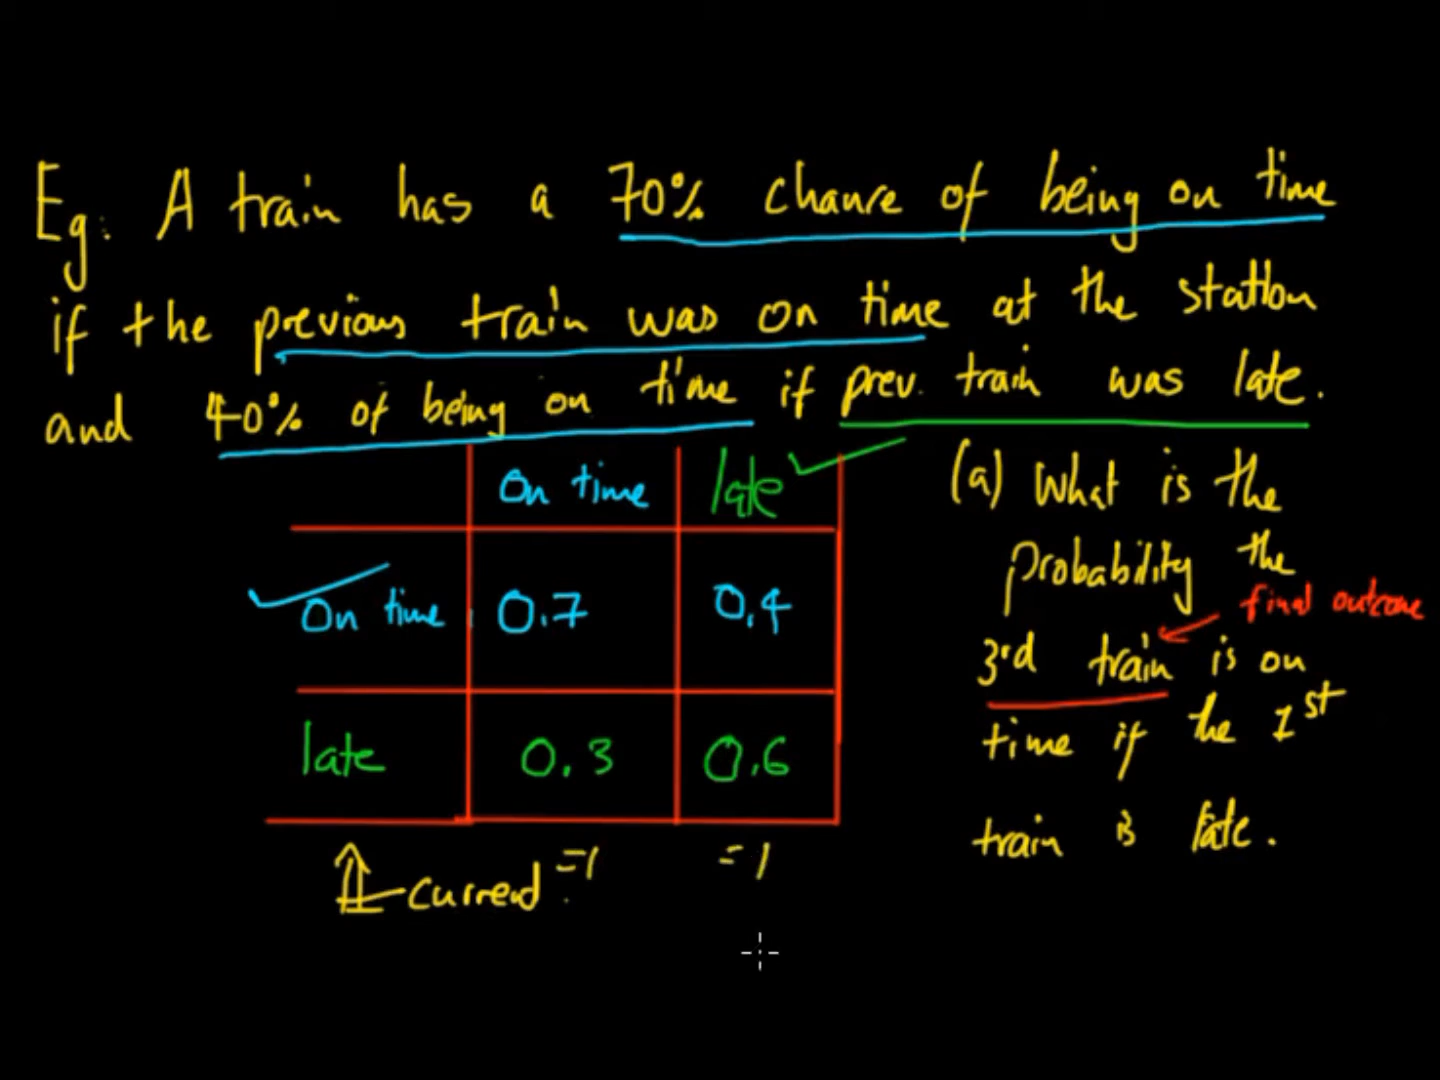 Eg: A train has a 70% chance of being on time
if the previous train was on time at the station
and 40% of being on time if prev. train was late.
On time late
On time 0.7 0.4
late 0.3 0.6
current =1 =1
(a) What is the
probability the
final outcome
3rd train is on
time if the 1st
train is late.